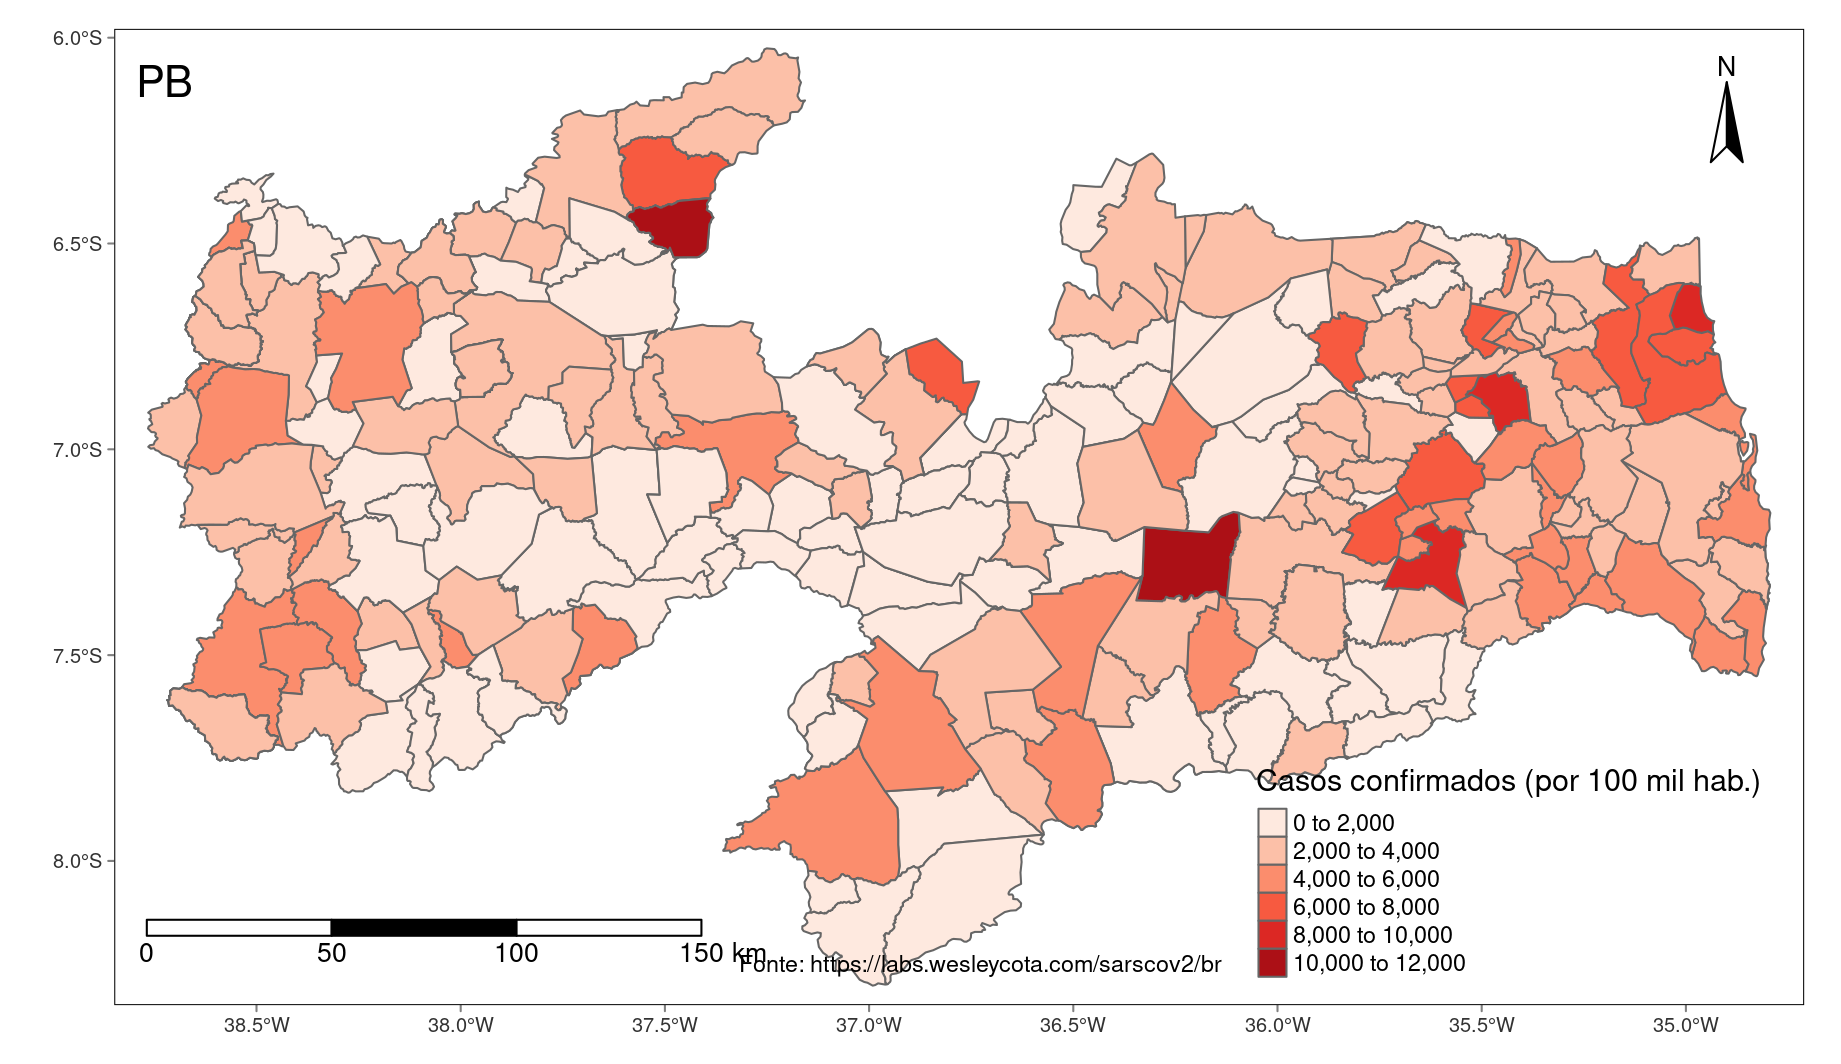 6.0°S
PB
N
6.5°S
7.0°S
7.5°S
8.0°S
Casos confirmados (por 100 mil hab.)
0 to 2,000
2,000 to 4,000
4,000 to 6,000
6,000 to 8,000
8,000 to 10,000
10,000 to 12,000
0 50 100 150 km
Fonte: https://labs.wesleycota.com/sarscov2/br
38.5°W 38.0°W 37.5°W 37.0°W 36.5°W 36.0°W 35.5°W 35.0°W